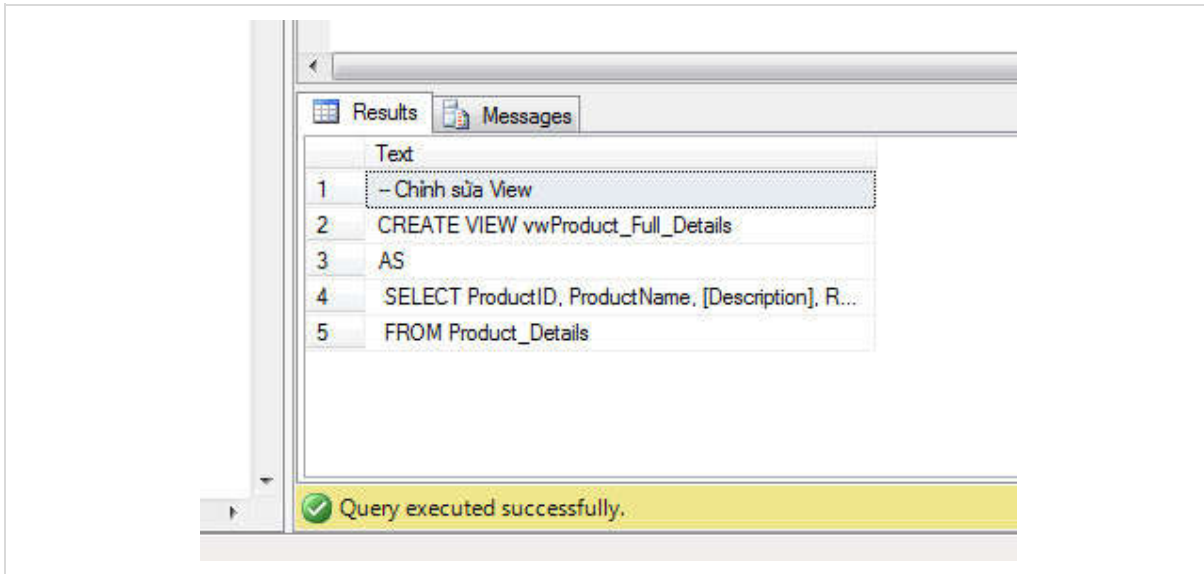 Results Messages
Text
1 -- Chỉnh sửa View
2 CREATE VIEW vwProduct_Full_Details
3 AS
4 SELECT ProductID, ProductName, [Description], R...
5 FROM Product_Details
Query executed successfully.